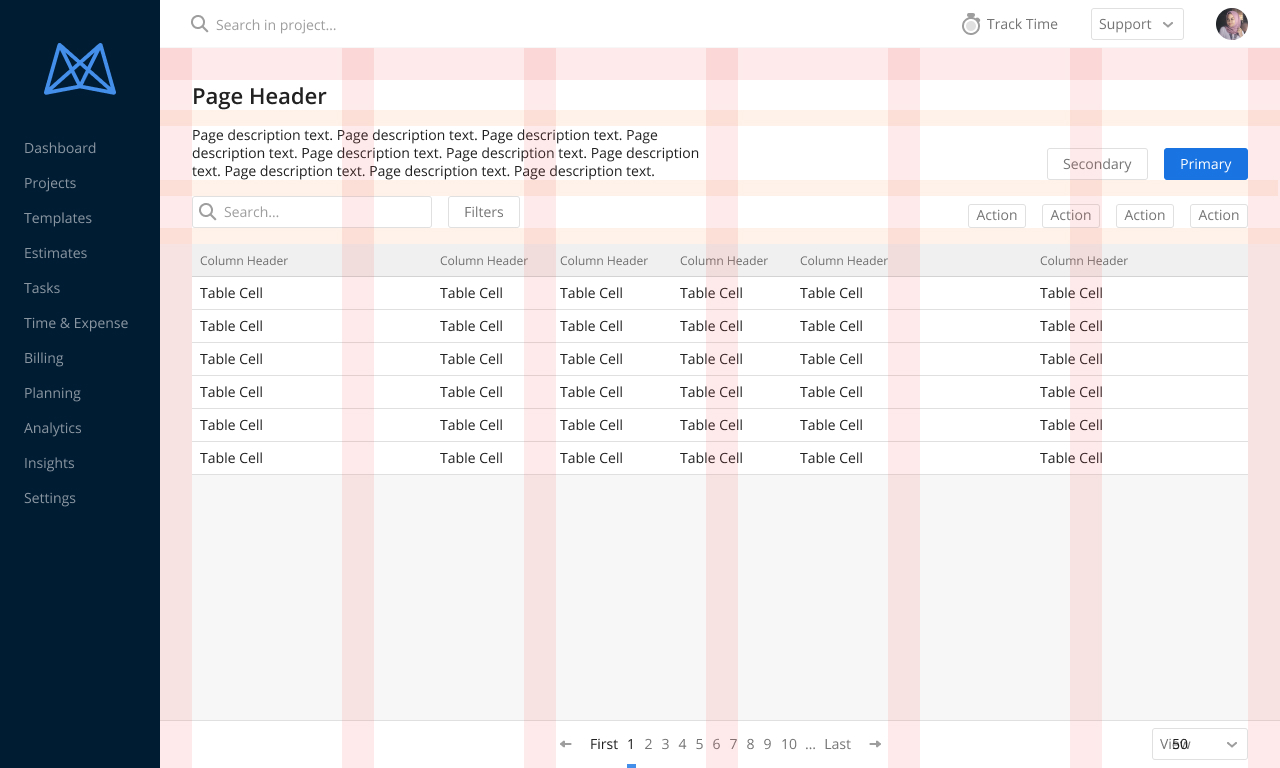 Search in project...
Track Time
Support
Dashboard
Projects
Templates
Estimates
Tasks
Time & Expense
Billing
Planning
Analytics
Insights
Settings
Page Header
Page description text. Page description text. Page description text. Page
description text. Page description text. Page description text. Page description
text. Page description text. Page description text. Page description text.
Secondary
Primary
Search...
Filters
Action Action Action Action
Column Header Column Header Column Header Column Header Column Header Column Header
Table Cell Table Cell Table Cell Table Cell Table Cell Table Cell
Table Cell Table Cell Table Cell Table Cell Table Cell Table Cell
Table Cell Table Cell Table Cell Table Cell Table Cell Table Cell
Table Cell Table Cell Table Cell Table Cell Table Cell Table Cell
Table Cell Table Cell Table Cell Table Cell Table Cell Table Cell
Table Cell Table Cell Table Cell Table Cell Table Cell Table Cell
First 1 2 3 4 5 6 7 8 9 10 ... Last
View 50